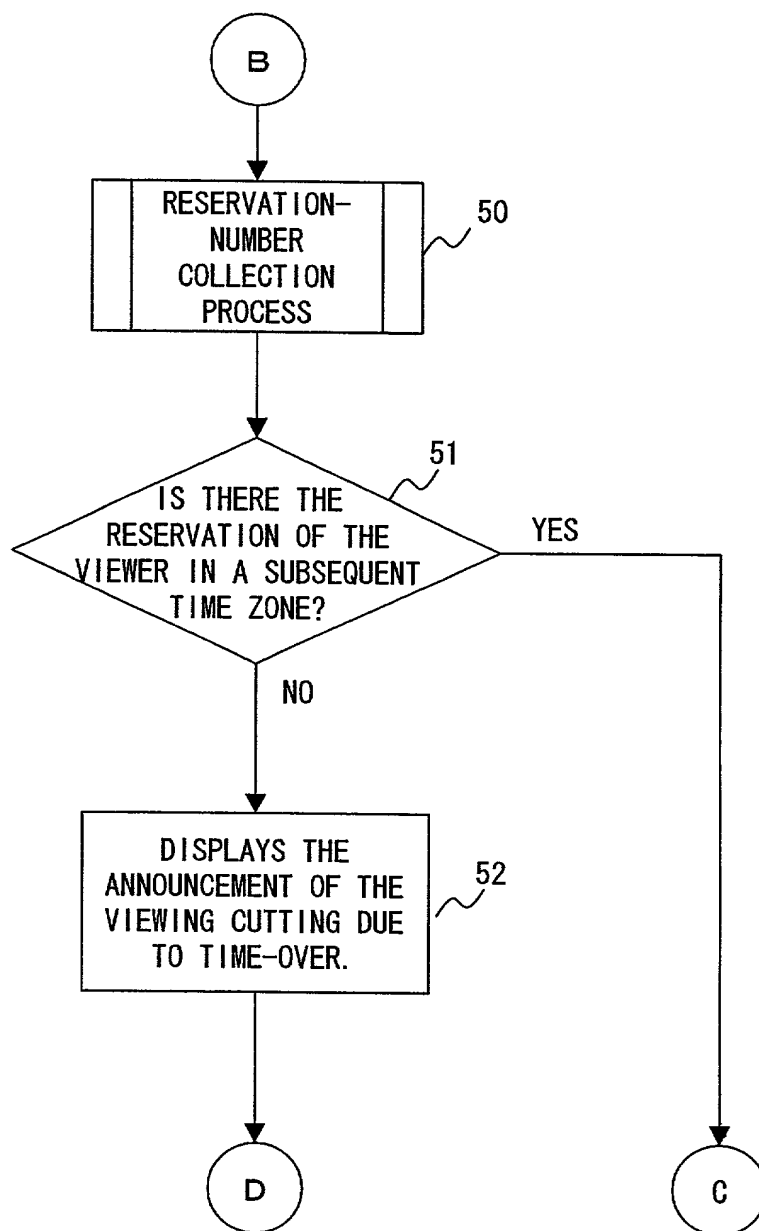 B
RESERVATION-
NUMBER
COLLECTION
PROCESS
50
51
IS THERE THE
RESERVATION OF THE
VIEWER IN A SUBSEQUENT
TIME ZONE?
YES
NO
DISPLAYS THE
ANNOUNCEMENT OF THE
VIEWING CUTTING DUE
TO TIME-OVER.
52
D
C